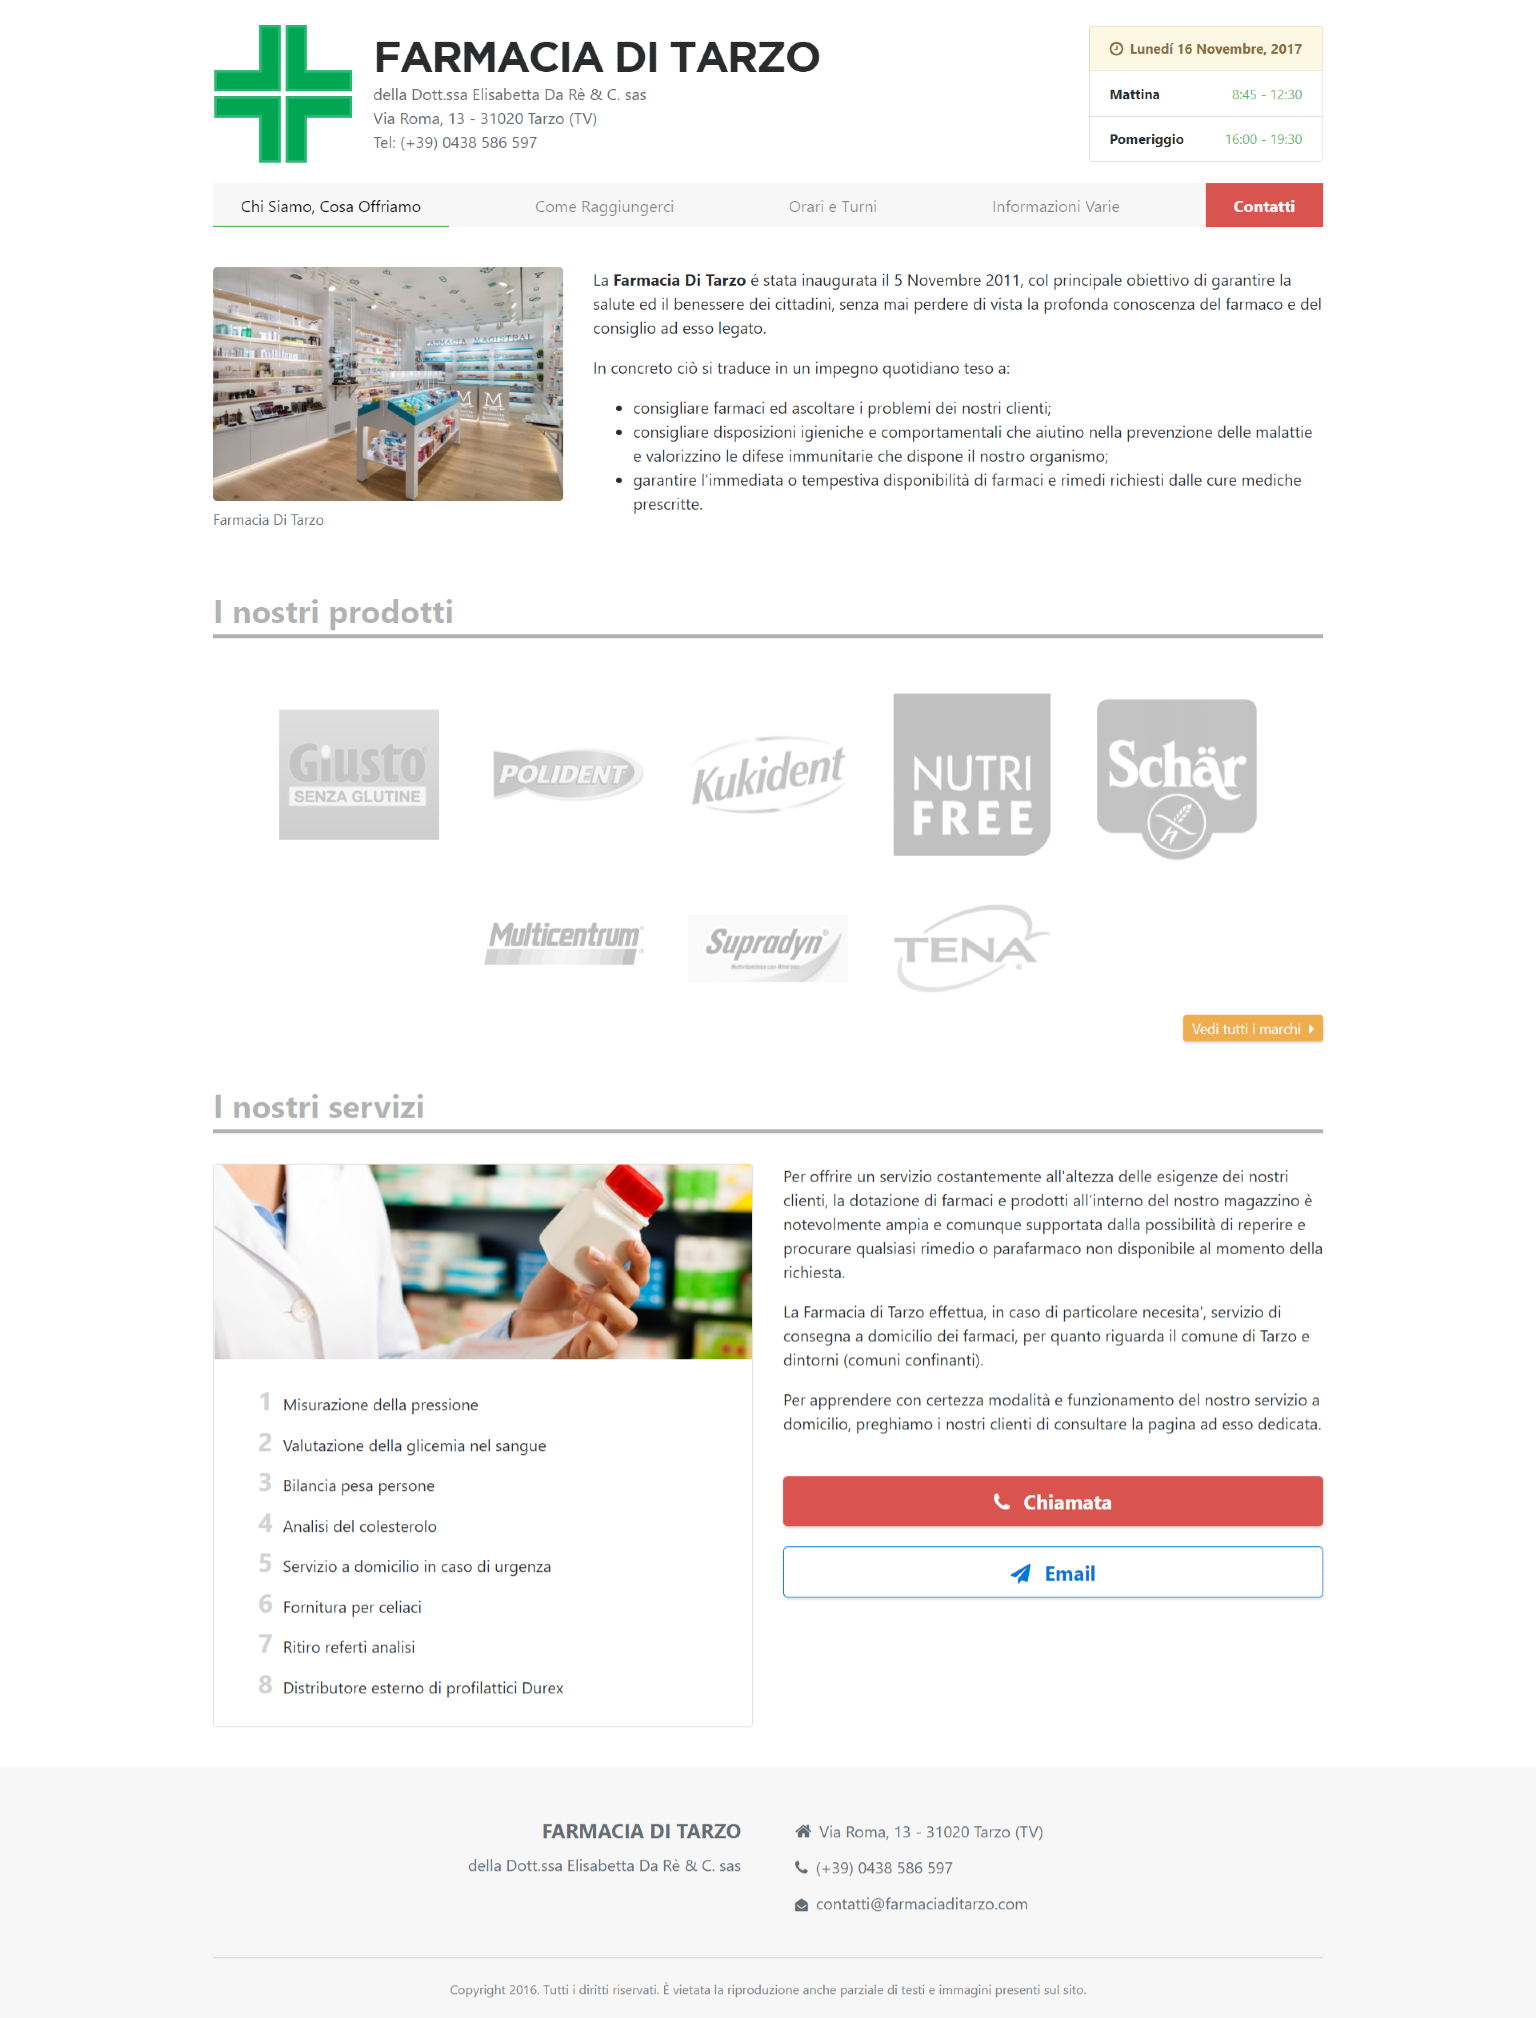 FARMACIA DI TARZO
della Dott.ssa Elisabetta Da Rè & C. sas
Via Roma, 13 - 31020 Tarzo (TV)
Tel: (+39) 0438 586 597
Lunedí 16 Novembre, 2017
Mattina 8:45 - 12:30
Pomeriggio 16:00 - 19:30
Chi Siamo, Cosa Offriamo Come Raggiungerci Orari e Turni Informazioni Varie Contatti
FARMACIA MAGISTRAL
M M
Farmacia Di Tarzo
La Farmacia Di Tarzo é stata inaugurata il 5 Novembre 2011, col principale obiettivo di garantire la
salute ed il benessere dei cittadini, senza mai perdere di vista la profonda conoscenza del farmaco e del
consiglio ad esso legato.
In concreto ciò si traduce in un impegno quotidiano teso a:
• consigliare farmaci ed ascoltare i problemi dei nostri clienti;
• consigliare disposizioni igieniche e comportamentali che aiutino nella prevenzione delle malattie
e valorizzino le difese immunitarie che dispone il nostro organismo;
• garantire l'immediata o tempestiva disponibilità di farmaci e rimedi richiesti dalle cure mediche
prescritte.
I nostri prodotti
Giusto
SENZA GLUTINE
POLIDENT
Kukident
NUTRI
FREE
Schär
Multicentrum
Supradyn®
TENA®
Vedi tutti i marchi
I nostri servizi
1 Misurazione della pressione
2 Valutazione della glicemia nel sangue
3 Bilancia pesa persone
4 Analisi del colesterolo
5 Servizio a domicilio in caso di urgenza
6 Fornitura per celiaci
7 Ritiro referti analisi
8 Distributore esterno di profilattici Durex
Per offrire un servizio costantemente all'altezza delle esigenze dei nostri
clienti, la dotazione di farmaci e prodotti all'interno del nostro magazzino è
notevolmente ampia e comunque supportata dalla possibilità di reperire e
procurare qualsiasi rimedio o parafarmaco non disponibile al momento della
richiesta.
La Farmacia di Tarzo effettua, in caso di particolare necesita', servizio di
consegna a domicilio dei farmaci, per quanto riguarda il comune di Tarzo e
dintorni (comuni confinanti).
Per apprendere con certezza modalità e funzionamento del nostro servizio a
domicilio, preghiamo i nostri clienti di consultare la pagina ad esso dedicata.
Chiamata
Email
FARMACIA DI TARZO
della Dott.ssa Elisabetta Da Rè & C. sas
Via Roma, 13 - 31020 Tarzo (TV)
(+39) 0438 586 597
contatti@farmaciaditarzo.com
Copyright 2016. Tutti i diritti riservati. È vietata la riproduzione anche parziale di testi e immagini presenti sul sito.